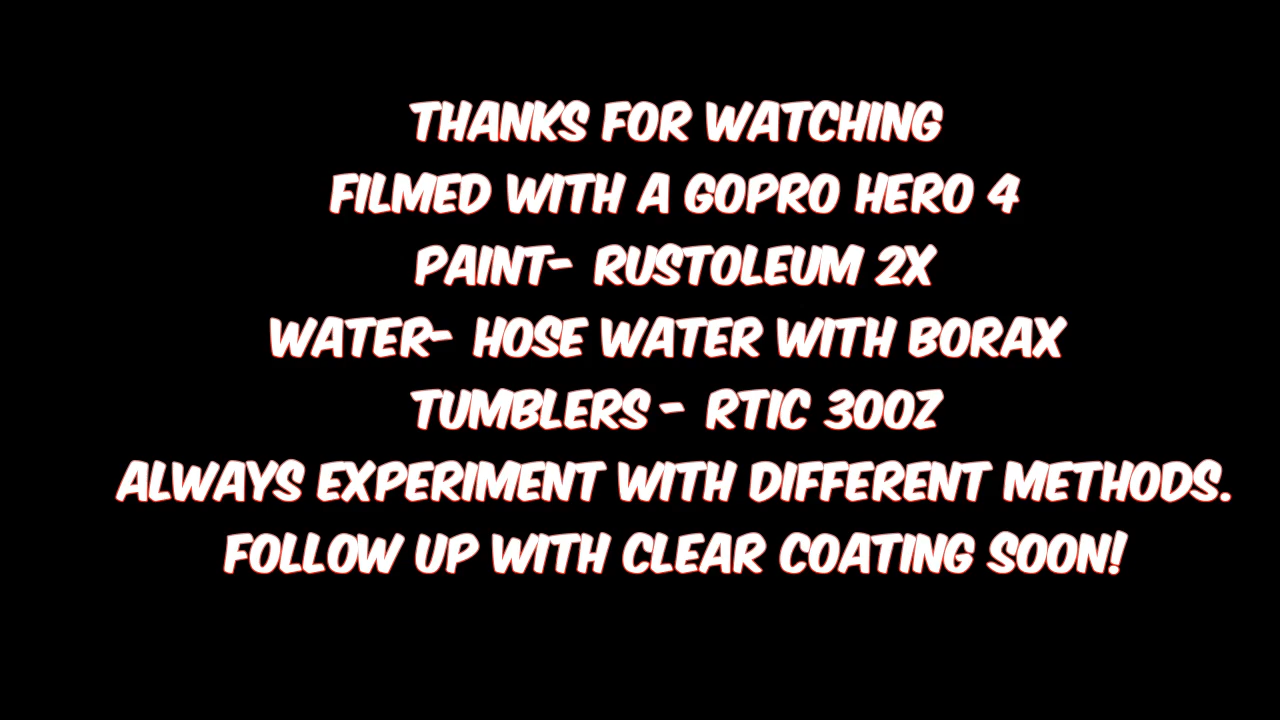 THANKS FOR WATCHING
FILMED WITH A GOPRO HERO 4
PAINT- RUSTOLEUM 2X
WATER- HOSE WATER WITH BORAX
TUMBLERS - RTIC 30OZ
ALWAYS EXPERIMENT WITH DIFFERENT METHODS.
FOLLOW UP WITH CLEAR COATING SOON!